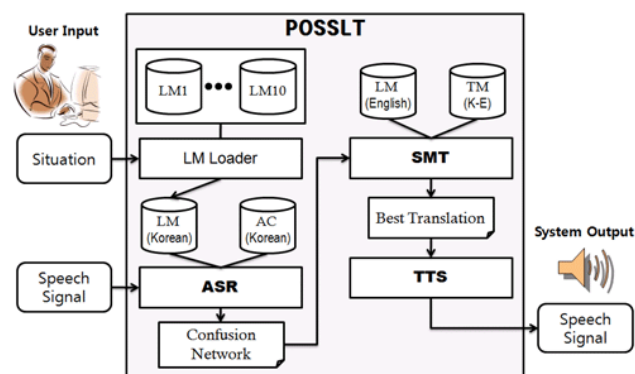 POSSLT
User Input
LM1
●●●
LM10
Situation
LM Loader
LM
(Korean)
AC
(Korean)
Speech
Signal
ASR
Confusion
Network
LM
(English)
TM
(K-E)
SMT
Best Translation
TTS
System Output
Speech
Signal